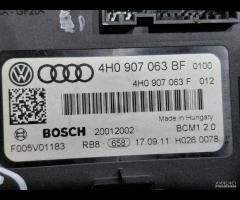 4H0 907 063 BF 0100
4H0 907 063 F 012
Made in Hungary
BOSCH 20012002 BCM1 2.0
F005V01183 RB8 - 658 17.09.11 H026 0078